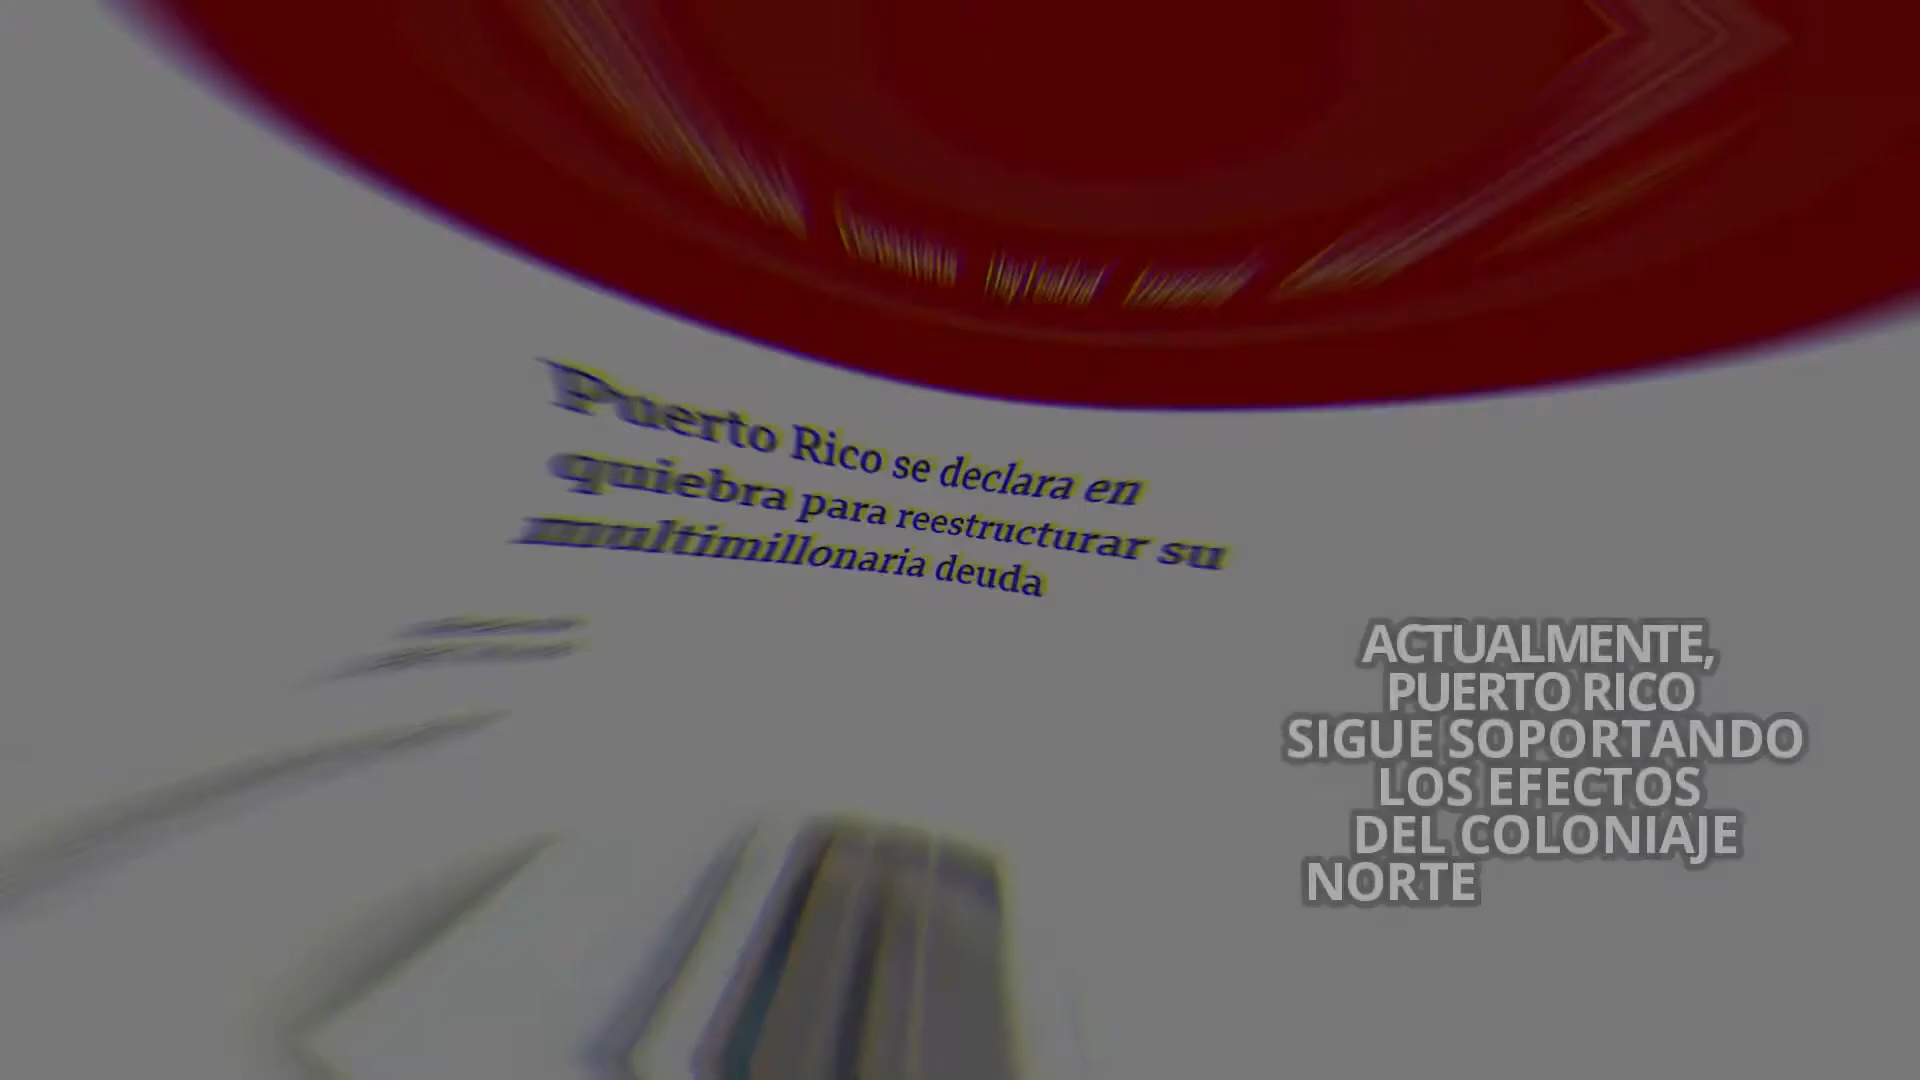 Puerto Rico se declara en
quiebra para reestructurar su
multimillonaria deuda
ACTUALMENTE,
PUERTO RICO
SIGUE SOPORTANDO
LOS EFECTOS
DEL COLONIAJE
NORTE